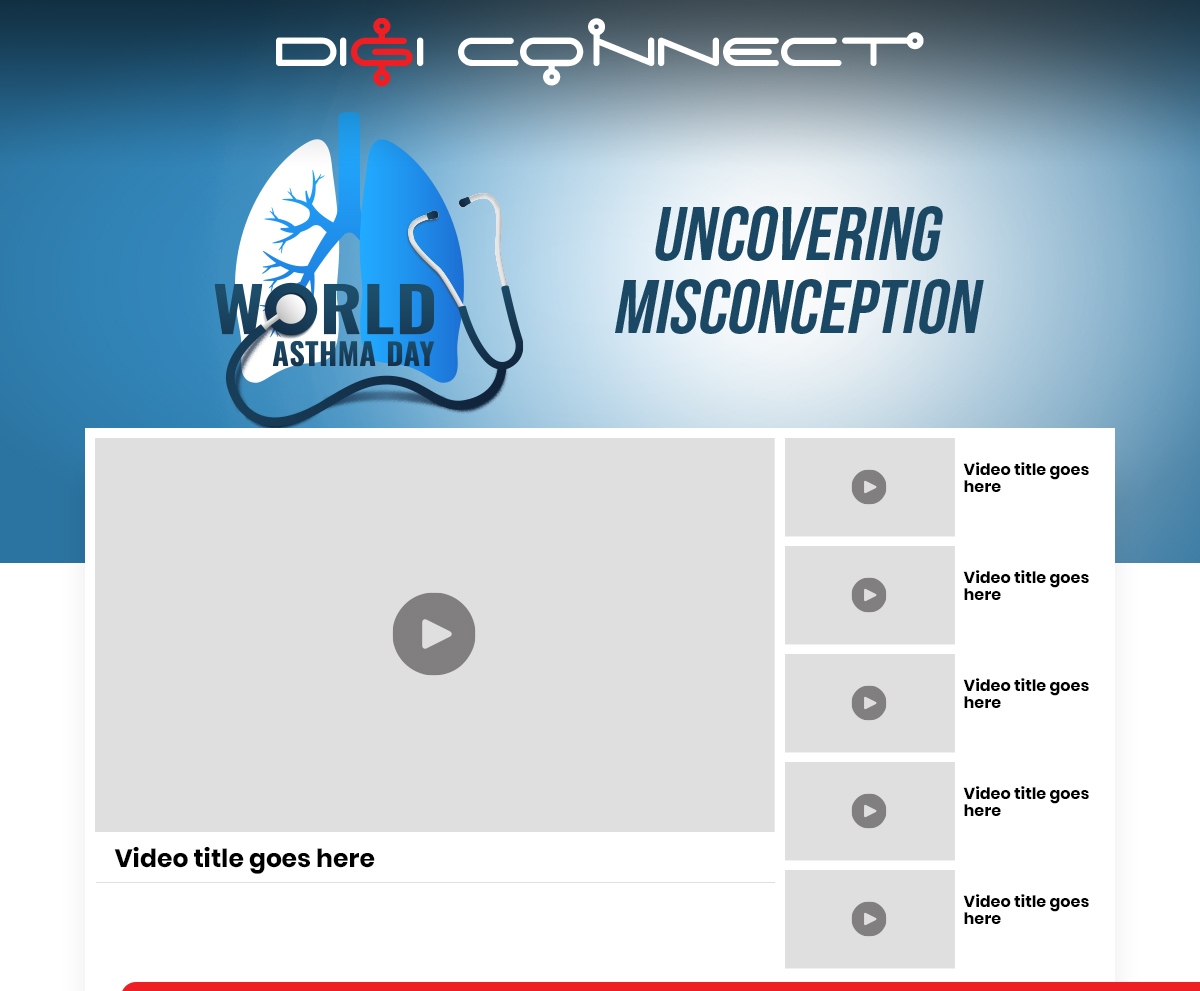 DIGI CONNECT
WORLD
ASTHMA DAY
UNCOVERING
MISCONCEPTION
Video title goes here
Video title goes
here
Video title goes
here
Video title goes
here
Video title goes
here
Video title goes
here